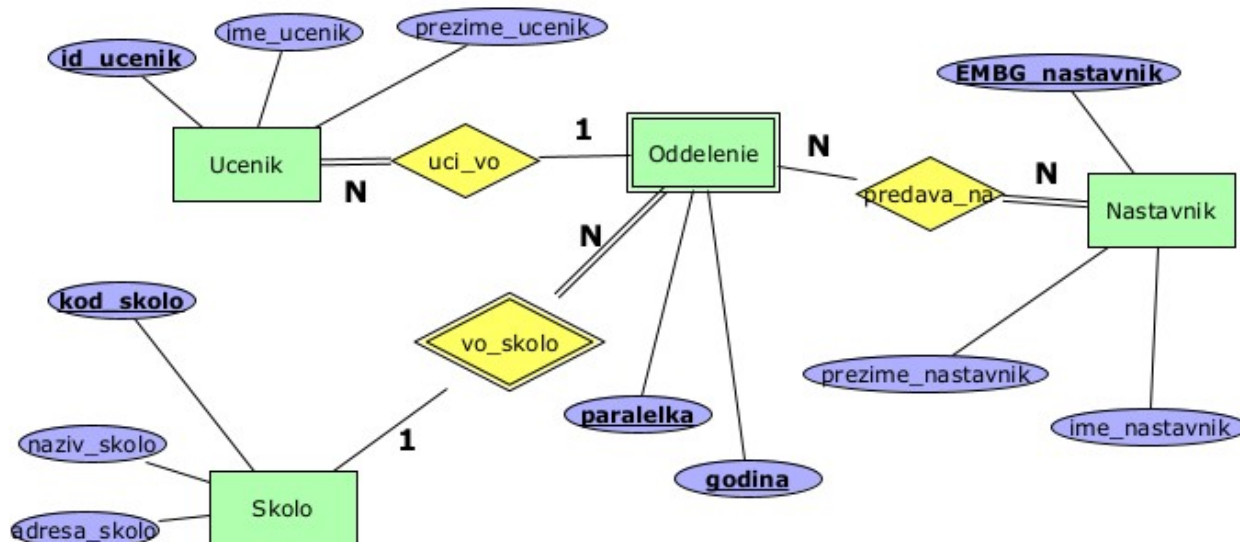 ime_ucenik
prezime_ucenik
id_ucenik
EMBG_nastavnik
Ucenik
N
uci_vo
1
Oddelenie
N
predava_na
N
Nastavnik
N
kod_skolo
vo_skolo
prezime_nastavnik
paralelka
ime_nastavnik
1
naziv_skolo
godina
Skolo
adresa_skolo